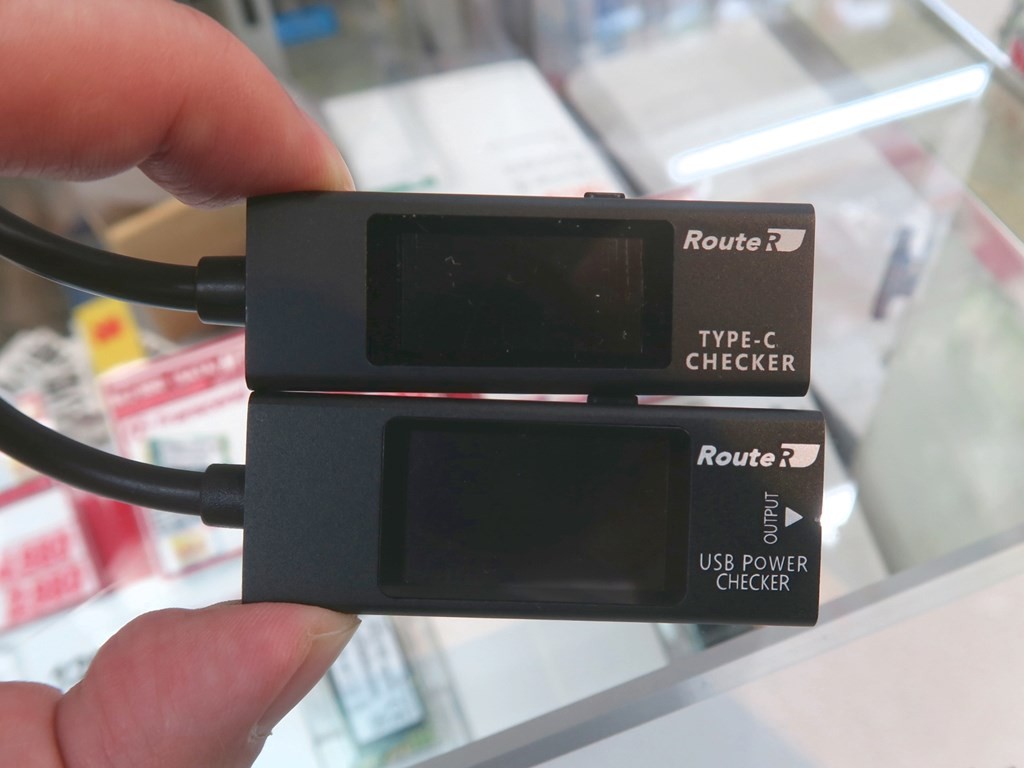 Route R
TYPE-C
CHECKER
Route R
OUTPUT
USB POWER
CHECKER